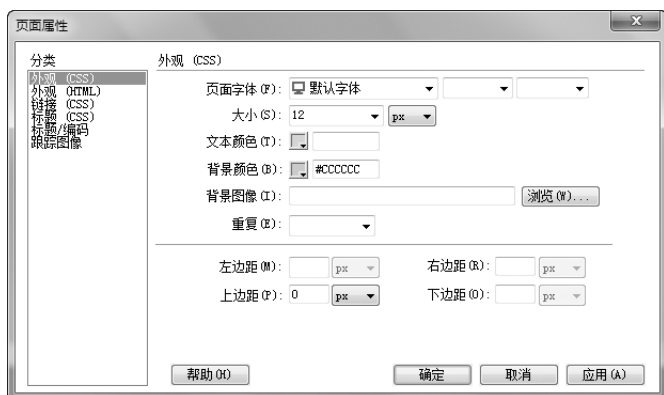 页面属性
分类
外观 (CSS)
外观 (HTML)
链接 (CSS)
标题 (CSS)
标题/编码
跟踪图像
外观 (CSS)
页面字体(F): 默认字体
大小(S): 12 px
文本颜色(T):
背景颜色(B): #CCCCCC
背景图像(I): 浏览(W)...
重复(E):
左边距(M): px 右边距(R): px
上边距(P): 0 px 下边距(O): px
帮助(H) 确定 取消 应用(A)